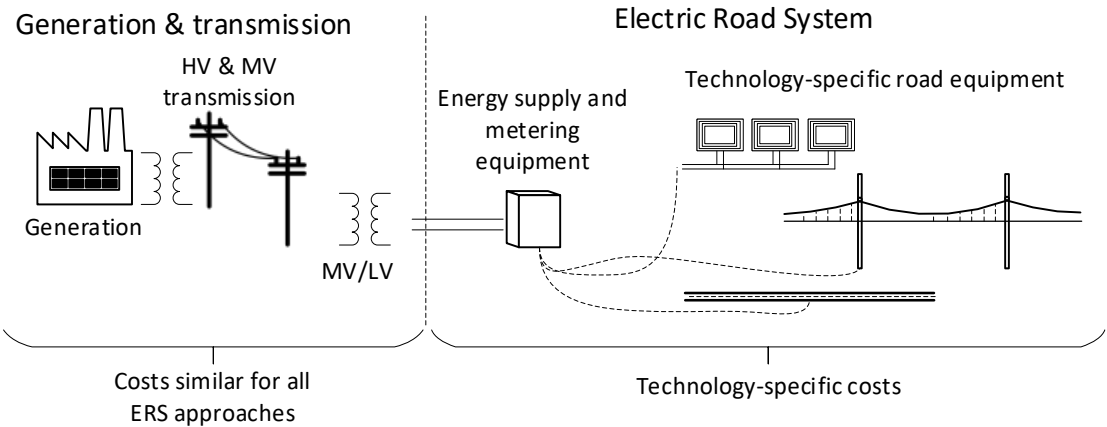 Generation & transmission
HV & MV
transmission
Generation
MV/LV
Costs similar for all
ERS approaches
Electric Road System
Energy supply and
metering
equipment
Technology-specific road equipment
Technology-specific costs